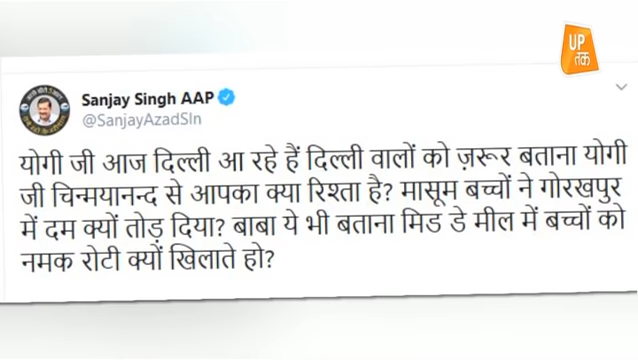 UP
तक
Sanjay Singh AAP
@SanjayAzadSln
योगी जी आज दिल्ली आ रहे हैं दिल्ली वालों को ज़रूर बताना योगी
जी चिन्मयानन्द से आपका क्या रिश्ता है? मासूम बच्चों ने गोरखपुर
में दम क्यों तोड़ दिया? बाबा ये भी बताना मिड डे मील में बच्चों को
नमक रोटी क्यों खिलाते हो?